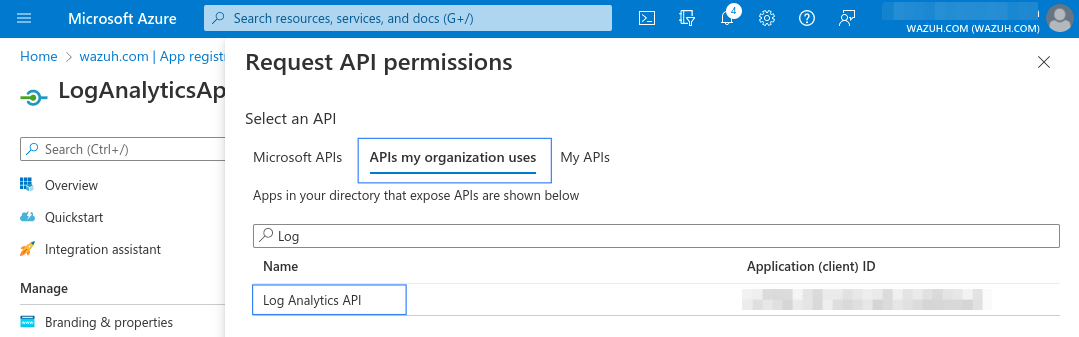 Microsoft Azure
Search resources, services, and docs (G+/)
4
WAZUH.COM (WAZUH.COM)
Home > wazuh.com | App registr
LogAnalyticsAp
Search (Ctrl+/)
Overview
Quickstart
Integration assistant
Manage
Branding & properties
Request API permissions
Select an API
Microsoft APIs APIs my organization uses My APIs
Apps in your directory that expose APIs are shown below
Log
Name Application (client) ID
Log Analytics API